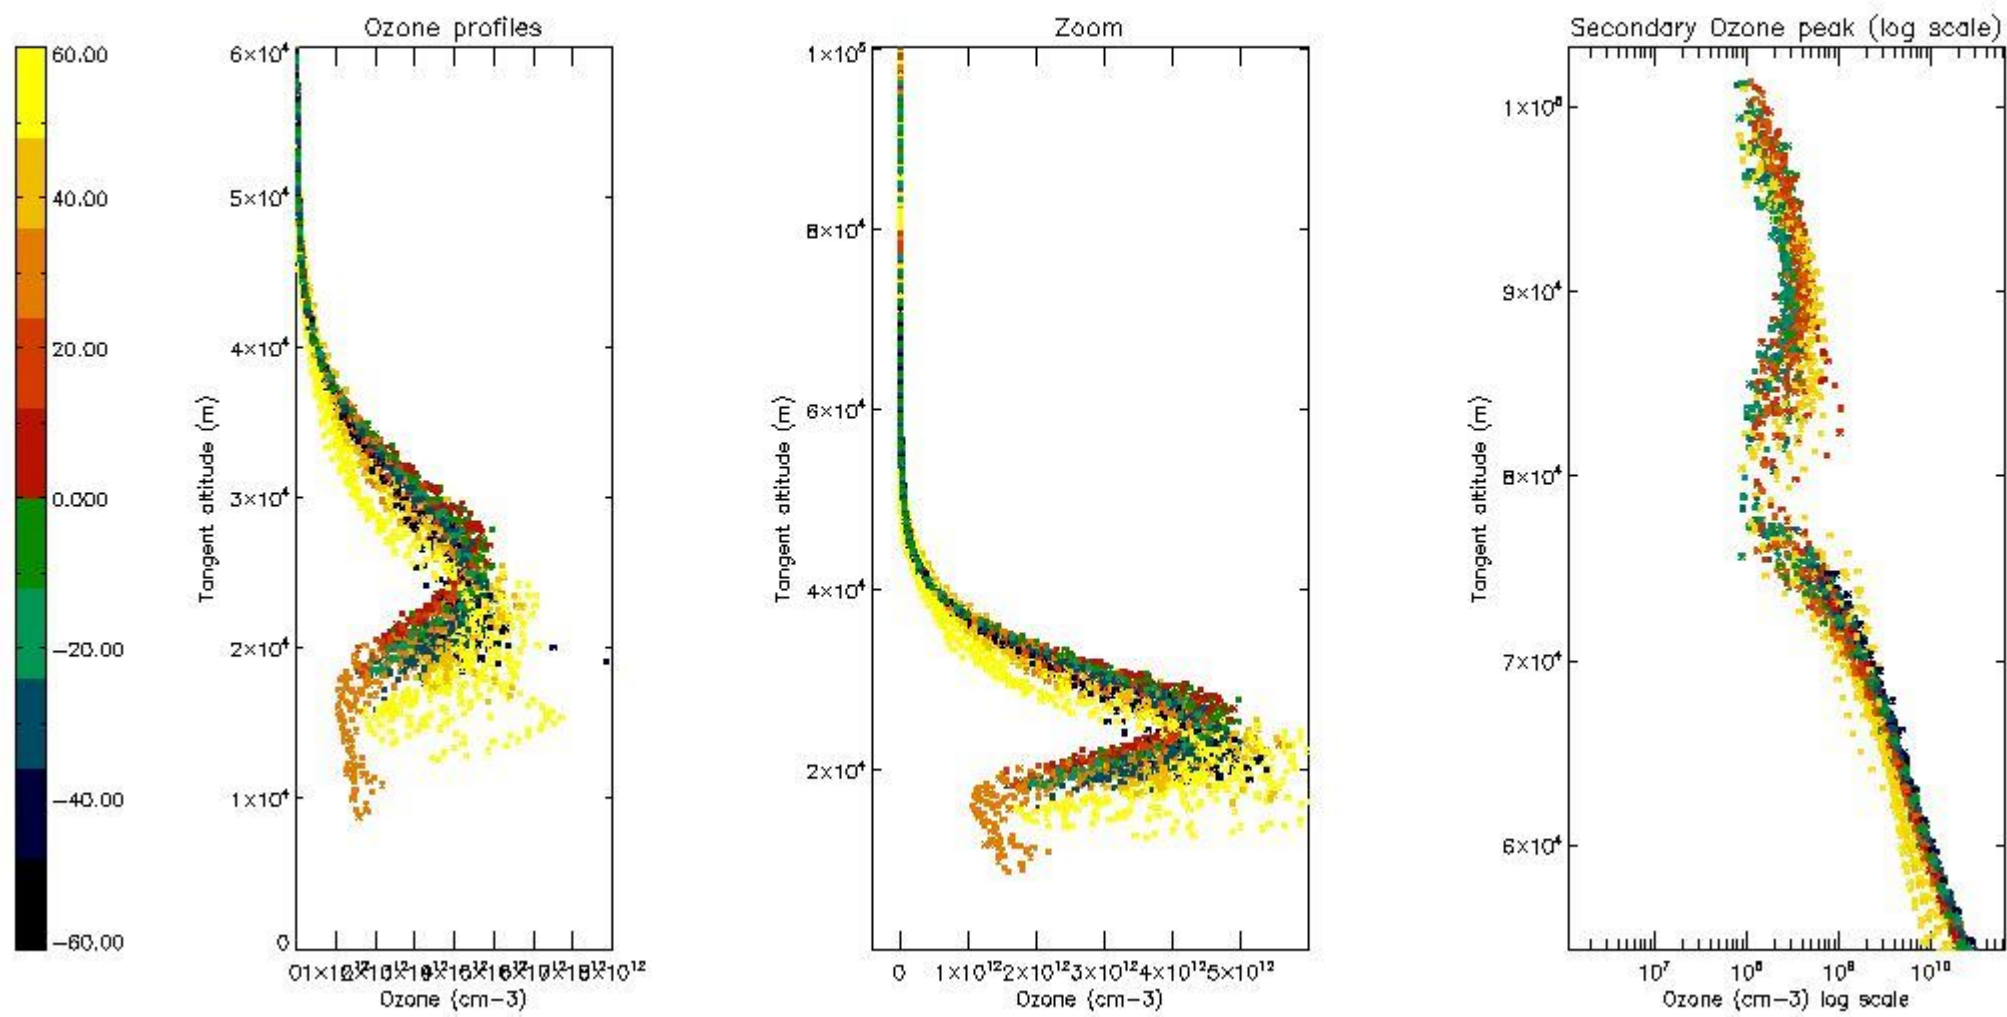 Ozone profiles
Zoom
Secondary Ozone peak (log scale)
60.00
40.00
20.00
0.000
-20.00
-40.00
-60.00
6×10⁴
5×10⁴
4×10⁴
3×10⁴
2×10⁴
1×10⁴
0
Tangent altitude (m)
Ozone (cm-3)
1×10⁵
8×10⁴
6×10⁴
4×10⁴
2×10⁴
Tangent altitude (m)
0 1×10¹² 2×10¹² 3×10¹² 4×10¹² 5×10¹²
Ozone (cm-3)
1×10⁵
9×10⁴
8×10⁴
7×10⁴
6×10⁴
Tangent altitude (m)
10⁷ 10⁸ 10⁹ 10¹⁰
Ozone (cm-3) log scale